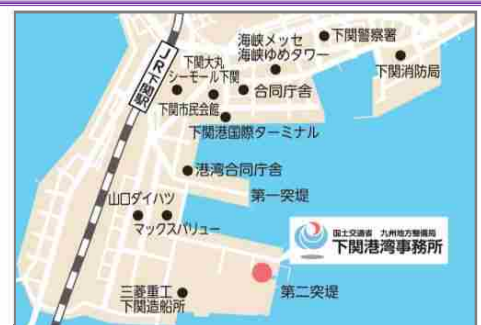 海峡メッセ
海峡ゆめタワー
下関警察署
下関消防局
JR下関駅
下関大丸
シーモール下関
合同庁舎
下関市民会館
下関港国際ターミナル
港湾合同庁舎
第一突堤
山口ダイハツ
マックスバリュー
国土交通省 九州地方整備局
下関港湾事務所
三菱重工
下関造船所
第二突堤